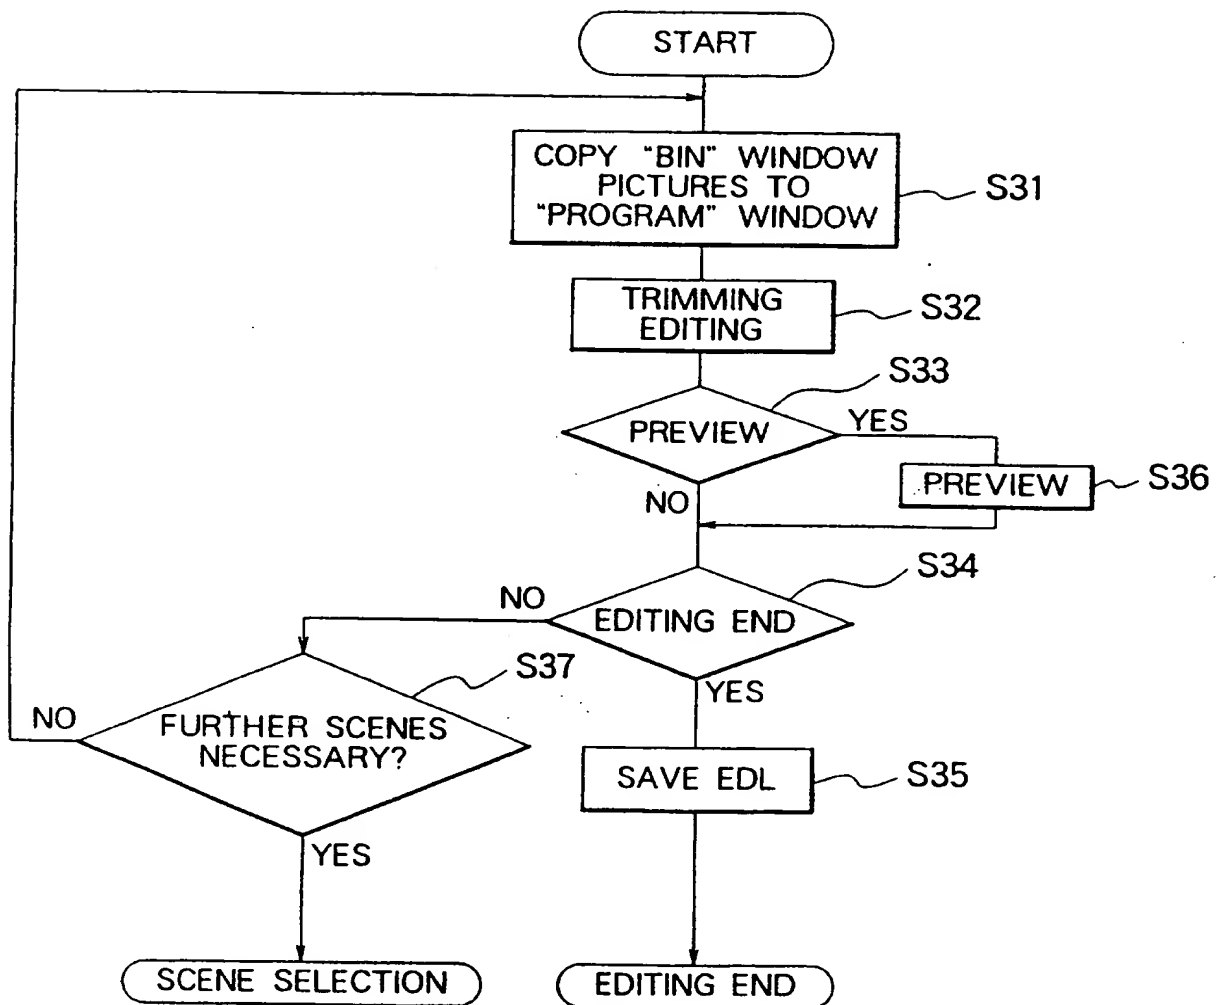 START
COPY "BIN" WINDOW
PICTURES TO
"PROGRAM" WINDOW
S31
TRIMMING
EDITING
S32
S33
PREVIEW
YES
NO
PREVIEW
S36
S34
EDITING END
NO
YES
S37
FURTHER SCENES
NECESSARY?
NO
YES
SAVE EDL
S35
SCENE SELECTION
EDITING END